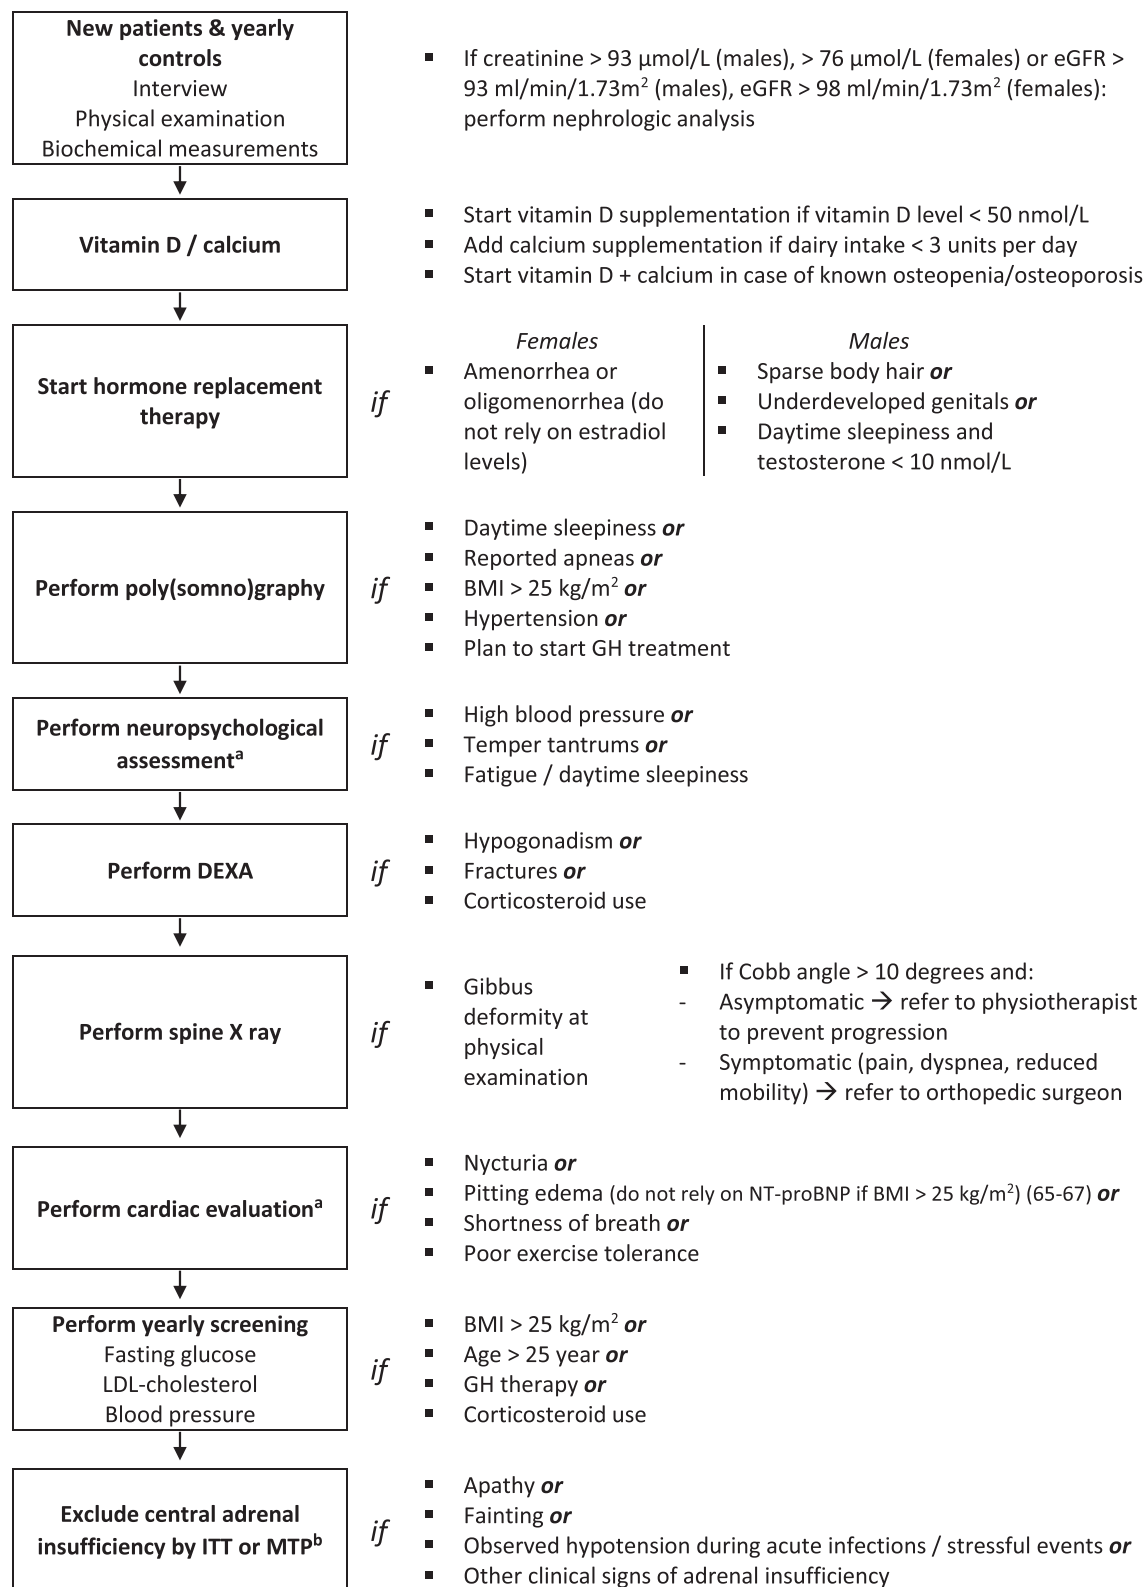 New patients & yearly
controls
Interview
Physical examination
Biochemical measurements
▪ If creatinine > 93 µmol/L (males), > 76 µmol/L (females) or eGFR >
93 ml/min/1.73m² (males), eGFR > 98 ml/min/1.73m² (females):
perform nephrologic analysis
Vitamin D / calcium
▪ Start vitamin D supplementation if vitamin D level < 50 nmol/L
▪ Add calcium supplementation if dairy intake < 3 units per day
▪ Start vitamin D + calcium in case of known osteopenia/osteoporosis
Start hormone replacement
therapy
if
Females
▪ Amenorrhea or
oligomenorrhea (do
not rely on estradiol
levels)
Males
▪ Sparse body hair or
▪ Underdeveloped genitals or
▪ Daytime sleepiness and
testosterone < 10 nmol/L
Perform poly(somno)graphy
if
▪ Daytime sleepiness or
▪ Reported apneas or
▪ BMI > 25 kg/m² or
▪ Hypertension or
▪ Plan to start GH treatment
Perform neuropsychological
assessmentᵃ
if
▪ High blood pressure or
▪ Temper tantrums or
▪ Fatigue / daytime sleepiness
Perform DEXA
if
▪ Hypogonadism or
▪ Fractures or
▪ Corticosteroid use
Perform spine X ray
if
▪ Gibbus
deformity at
physical
examination
▪ If Cobb angle > 10 degrees and:
- Asymptomatic → refer to physiotherapist
to prevent progression
- Symptomatic (pain, dyspnea, reduced
mobility) → refer to orthopedic surgeon
Perform cardiac evaluationᵃ
if
▪ Nycturia or
▪ Pitting edema (do not rely on NT-proBNP if BMI > 25 kg/m²) (65-67) or
▪ Shortness of breath or
▪ Poor exercise tolerance
Perform yearly screening
Fasting glucose
LDL-cholesterol
Blood pressure
if
▪ BMI > 25 kg/m² or
▪ Age > 25 year or
▪ GH therapy or
▪ Corticosteroid use
Exclude central adrenal
insufficiency by ITT or MTPᵇ
if
▪ Apathy or
▪ Fainting or
▪ Observed hypotension during acute infections / stressful events or
▪ Other clinical signs of adrenal insufficiency